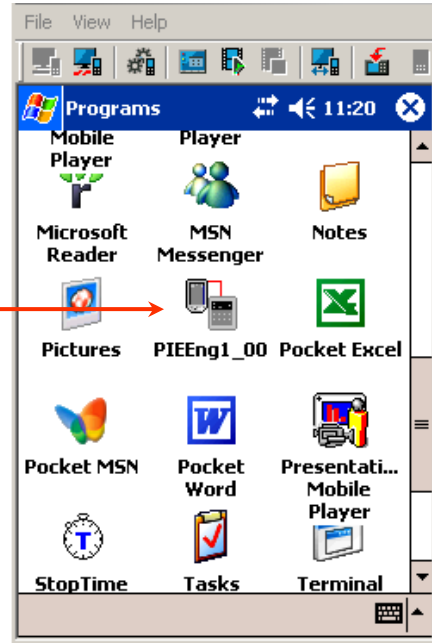 File View Help
Programs 11:20
Mobile Player
Player
Microsoft Reader
MSN Messenger
Notes
Pictures
PIEEng1_00
Pocket Excel
Pocket MSN
Pocket Word
Presentati... Mobile Player
StopTime
Tasks
Terminal